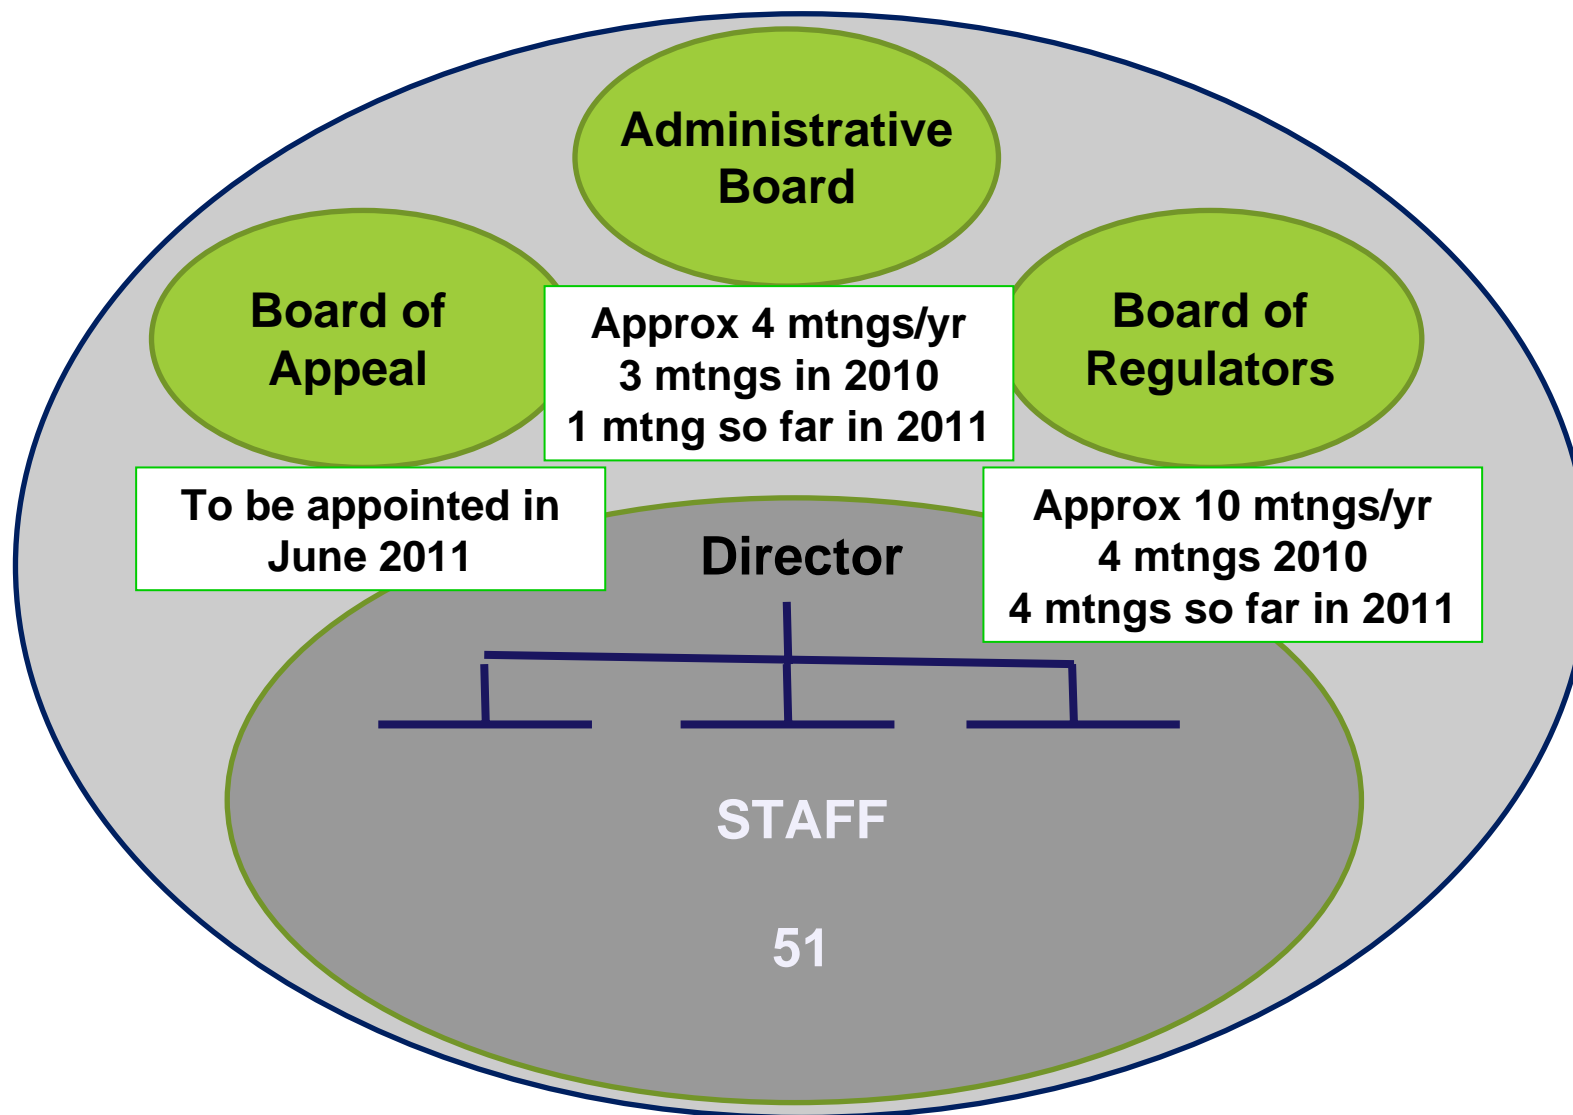 Administrative
Board
Board of
Appeal
Approx 4 mtngs/yr
3 mtngs in 2010
1 mtng so far in 2011
Board of
Regulators
To be appointed in
June 2011
Approx 10 mtngs/yr
4 mtngs 2010
4 mtngs so far in 2011
Director
STAFF
51